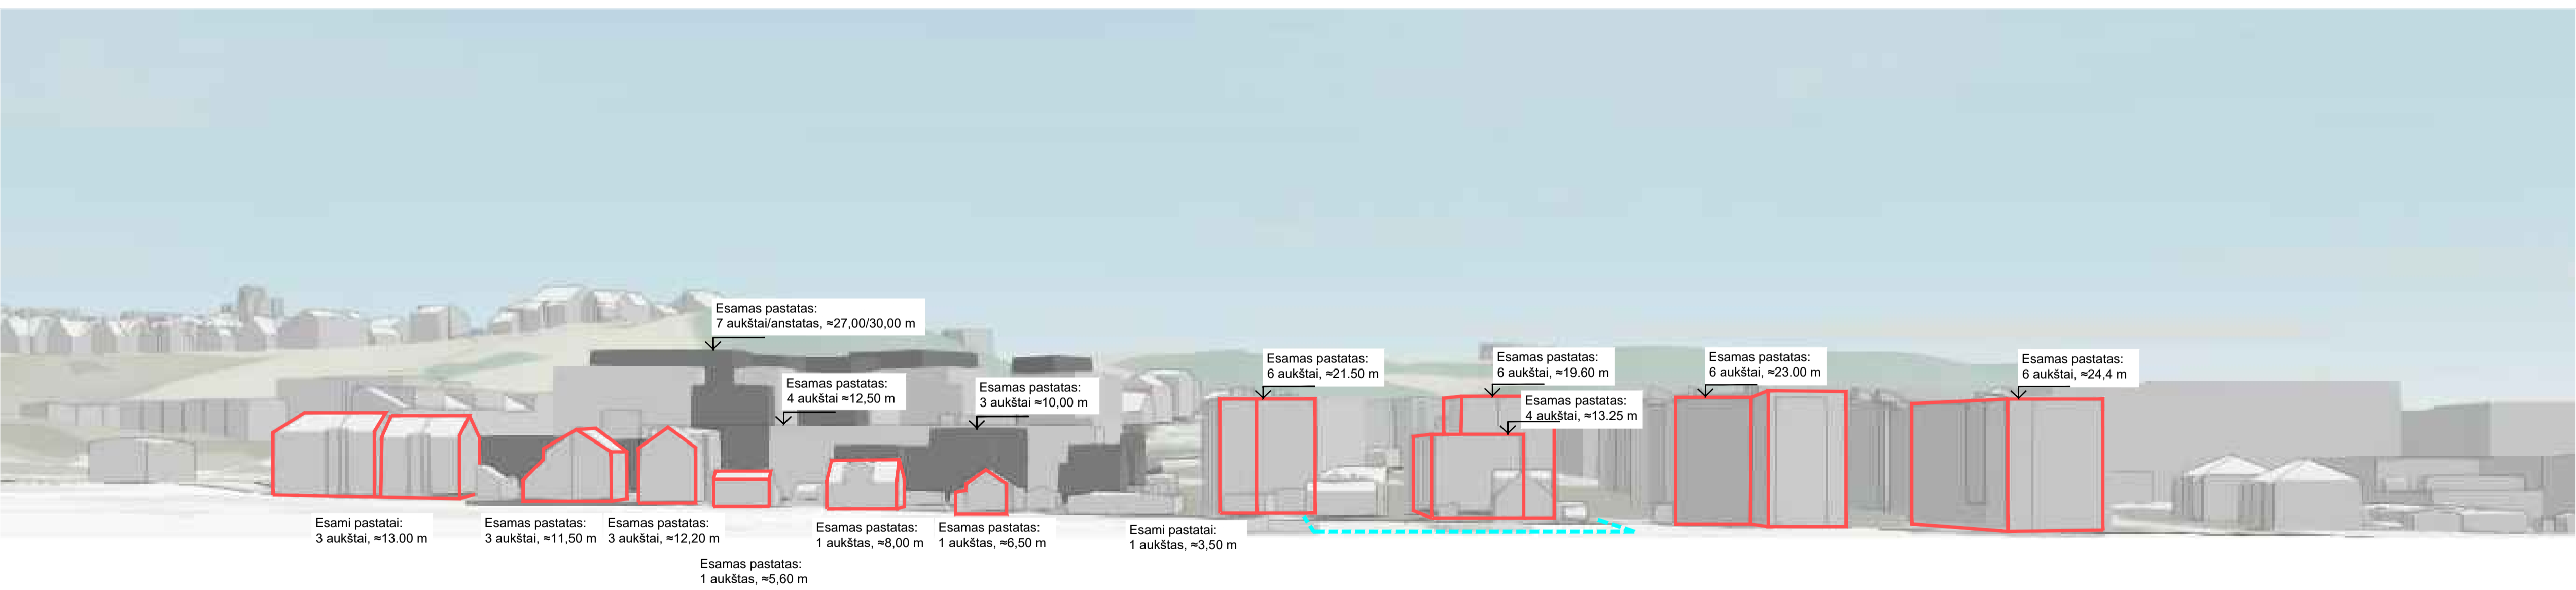 Esamas pastatas:
7 aukštai/anstatas, ≈27,00/30,00 m
Esamas pastatas:
4 aukštai ≈12,50 m
Esamas pastatas:
3 aukštai ≈10,00 m
Esamas pastatas:
6 aukštai, ≈21.50 m
Esamas pastatas:
6 aukštai, ≈19.60 m
Esamas pastatas:
4 aukštai, ≈13.25 m
Esamas pastatas:
6 aukštai, ≈23.00 m
Esamas pastatas:
6 aukštai, ≈24,4 m
Esami pastatai:
3 aukštai, ≈13.00 m
Esamas pastatas:
3 aukštai, ≈11,50 m
Esamas pastatas:
3 aukštai, ≈12,20 m
Esamas pastatas:
1 aukštas, ≈5,60 m
Esamas pastatas:
1 aukštas, ≈8,00 m
Esamas pastatas:
1 aukštas, ≈6,50 m
Esami pastatai:
1 aukštas, ≈3,50 m